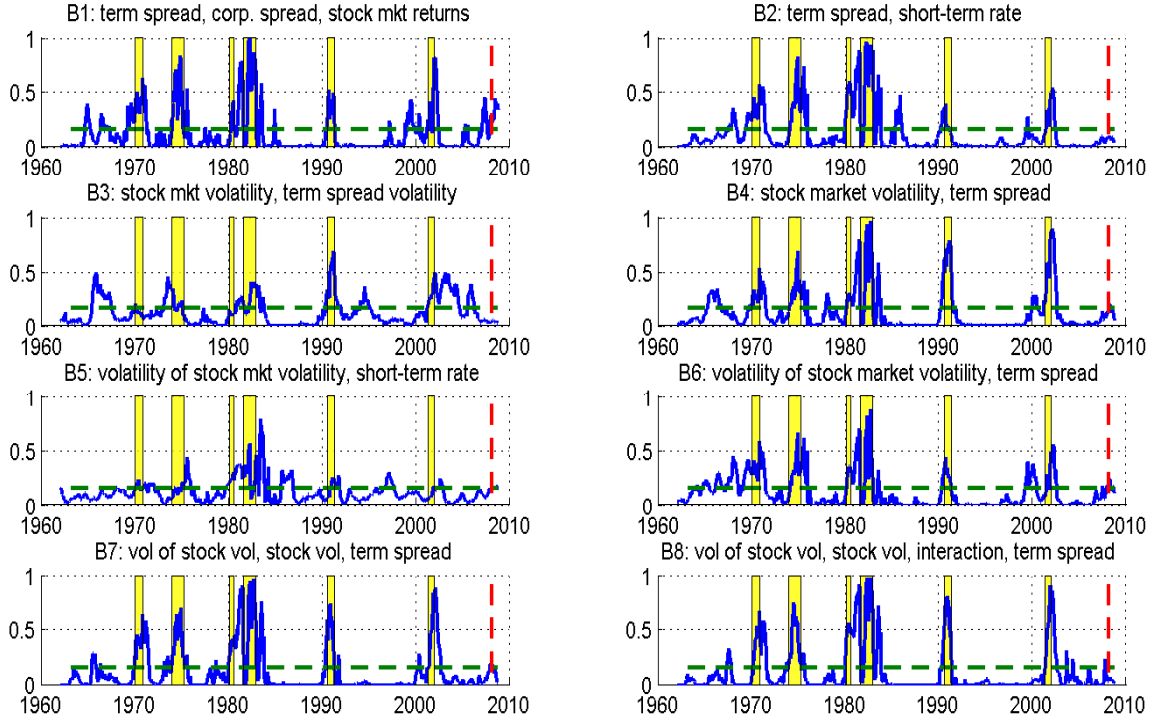 B1: term spread, corp. spread, stock mkt returns
1
0.5
0
1960 1970 1980 1990 2000 2010
B2: term spread, short-term rate
1
0.5
0
1960 1970 1980 1990 2000 2010
B3: stock mkt volatility, term spread volatility
1
0.5
0
1960 1970 1980 1990 2000 2010
B4: stock market volatility, term spread
1
0.5
0
1960 1970 1980 1990 2000 2010
B5: volatility of stock mkt volatility, short-term rate
1
0.5
0
1960 1970 1980 1990 2000 2010
B6: volatility of stock market volatility, term spread
1
0.5
0
1960 1970 1980 1990 2000 2010
B7: vol of stock vol, stock vol, term spread
1
0.5
0
1960 1970 1980 1990 2000 2010
B8: vol of stock vol, stock vol, interaction, term spread
1
0.5
0
1960 1970 1980 1990 2000 2010